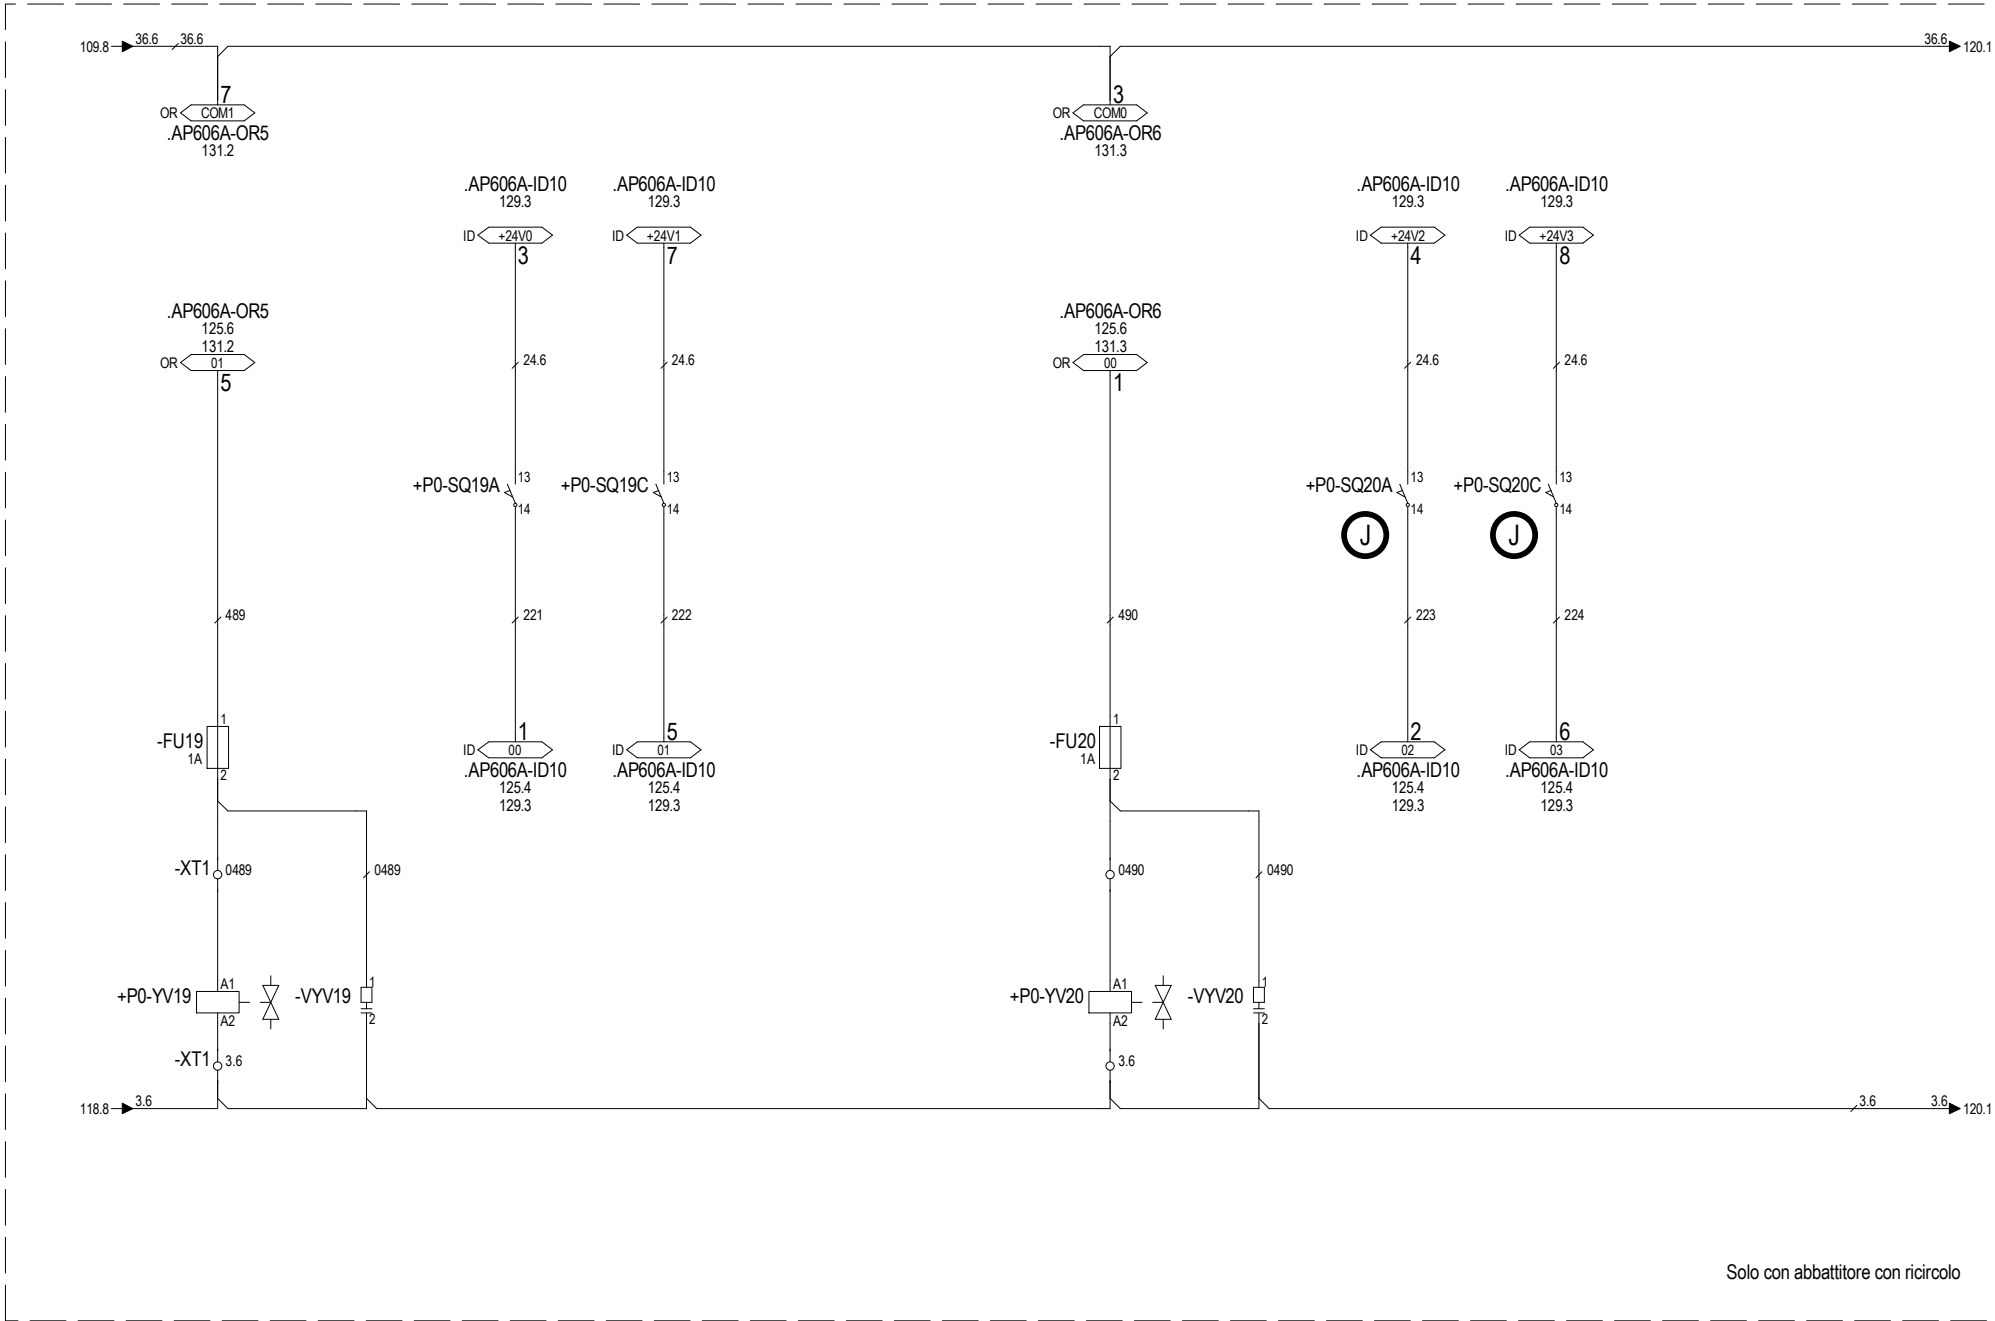 109.8 36.6 36.6 36.6 120.1
7 3
OR COM1 OR COM0
.AP606A-OR5 .AP606A-OR6
131.2 131.3
.AP606A-ID10 .AP606A-ID10 .AP606A-ID10 .AP606A-ID10
129.3 129.3 129.3 129.3
ID +24V0 ID +24V1 ID +24V2 ID +24V3
3 7 4 8
.AP606A-OR5 .AP606A-OR6
125.6 125.6
131.2 131.3
OR 01 24.6 24.6 OR 00 24.6 24.6
5 1
13 13 13 13
+P0-SQ19A +P0-SQ19C +P0-SQ20A +P0-SQ20C
14 14 14 14
J J
489 221 222 490 223 224
1 1 5 1 2 6
-FU19 ID 00 ID 01 -FU20 ID 02 ID 03
1A 1A
2 2
.AP606A-ID10 .AP606A-ID10 .AP606A-ID10 .AP606A-ID10
125.4 125.4 125.4 125.4
129.3 129.3 129.3 129.3
-XT1 0489 0489 0490 0490
A1 1 A1 1
+P0-YV19 -VYV19 +P0-YV20 -VYV20
A2 2 A2 2
-XT1 3.6 3.6
118.8 3.6 3.6 3.6 120.1
Solo con abbattitore con ricircolo